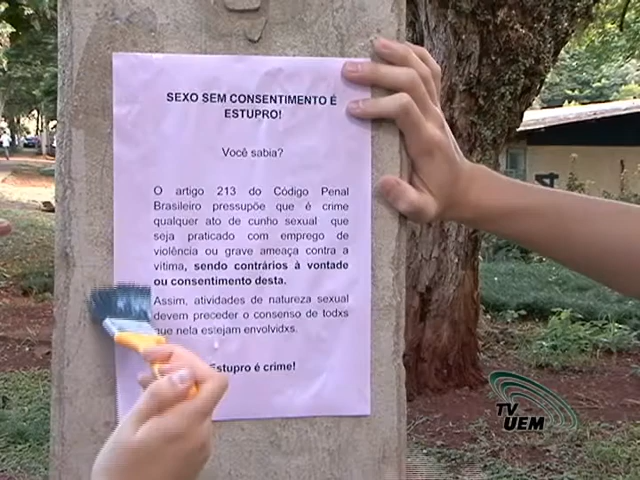 SEXO SEM CONSENTIMENTO É
ESTUPRO!
Você sabia?
O artigo 213 do Código Penal
Brasileiro pressupõe que é crime
qualquer ato de cunho sexual que
seja praticado com emprego de
violência ou grave ameaça contra a
vítima, sendo contrários à vontade
ou consentimento desta.
Assim, atividades de natureza sexual
devem preceder o consenso de todxs
que nela estejam envolvidxs.
Estupro é crime!
TV
UEM